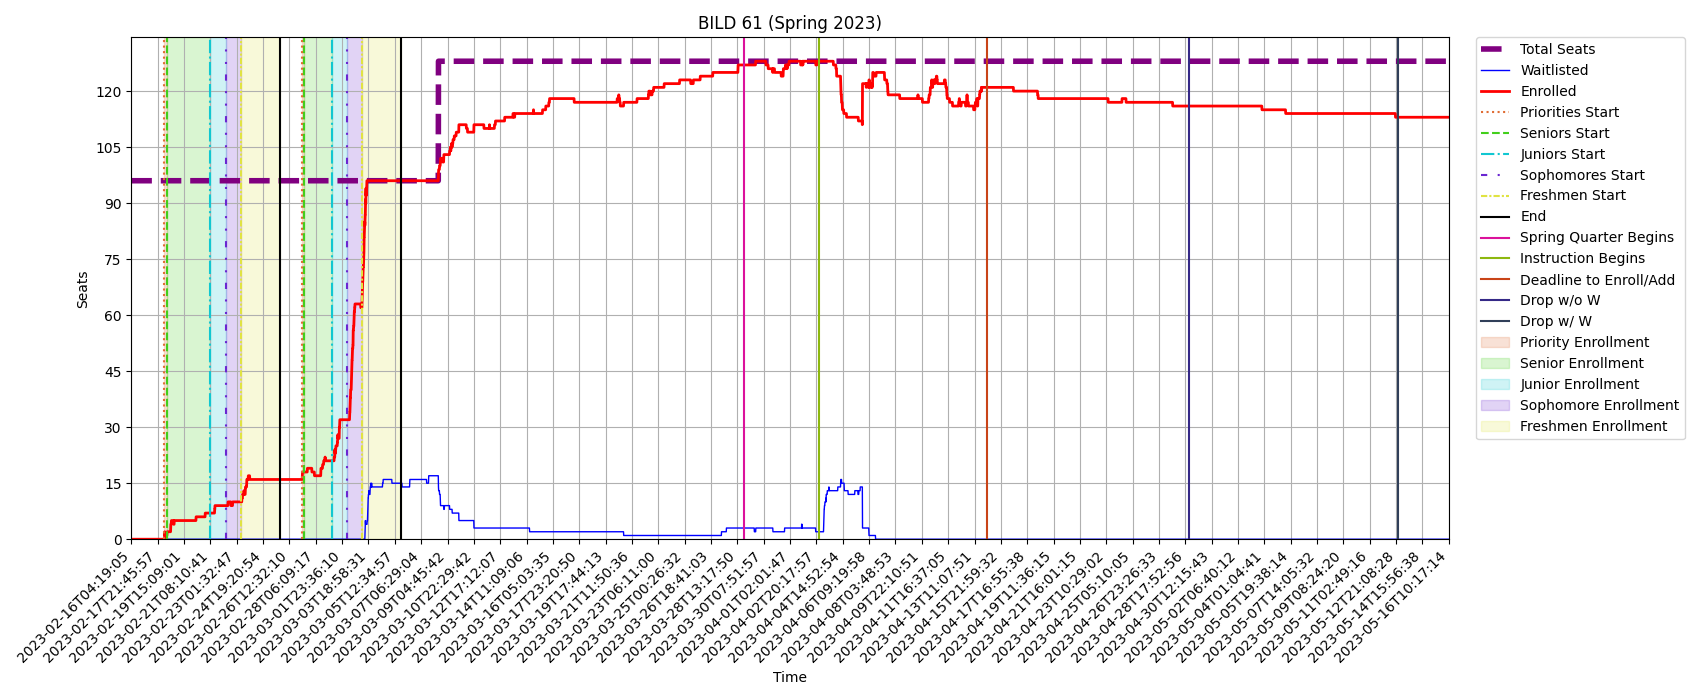 BILD 61 (Spring 2023)
Seats
120
105
90
75
60
45
30
15
0
2023-02-16T04:19:05
2023-02-17T21:45:57
2023-02-19T15:09:01
2023-02-21T08:10:41
2023-02-23T01:32:47
2023-02-24T19:20:54
2023-02-26T12:32:10
2023-02-28T06:09:17
2023-03-01T23:36:10
2023-03-03T18:58:31
2023-03-05T12:34:57
2023-03-07T06:29:04
2023-03-09T04:45:42
2023-03-10T22:29:42
2023-03-12T17:12:07
2023-03-14T11:09:06
2023-03-16T05:03:35
2023-03-17T23:20:50
2023-03-19T17:44:13
2023-03-21T11:50:36
2023-03-23T06:11:00
2023-03-25T00:26:32
2023-03-26T18:41:03
2023-03-28T13:17:50
2023-03-30T07:51:57
2023-04-01T02:01:47
2023-04-02T20:17:57
2023-04-04T14:52:54
2023-04-06T09:19:58
2023-04-08T03:48:53
2023-04-09T22:10:51
2023-04-11T16:37:05
2023-04-13T11:07:51
2023-04-15T21:59:32
2023-04-17T16:55:38
2023-04-19T11:36:15
2023-04-21T06:01:15
2023-04-23T10:29:02
2023-04-25T05:10:05
2023-04-26T23:26:33
2023-04-28T17:52:56
2023-04-30T12:15:43
2023-05-02T06:40:12
2023-05-04T01:04:41
2023-05-05T19:38:14
2023-05-07T14:05:32
2023-05-09T08:24:20
2023-05-11T02:49:16
2023-05-12T21:08:28
2023-05-14T15:56:38
2023-05-16T10:17:14
Time
Total Seats
Waitlisted
Enrolled
Priorities Start
Seniors Start
Juniors Start
Sophomores Start
Freshmen Start
End
Spring Quarter Begins
Instruction Begins
Deadline to Enroll/Add
Drop w/o W
Drop w/ W
Priority Enrollment
Senior Enrollment
Junior Enrollment
Sophomore Enrollment
Freshmen Enrollment